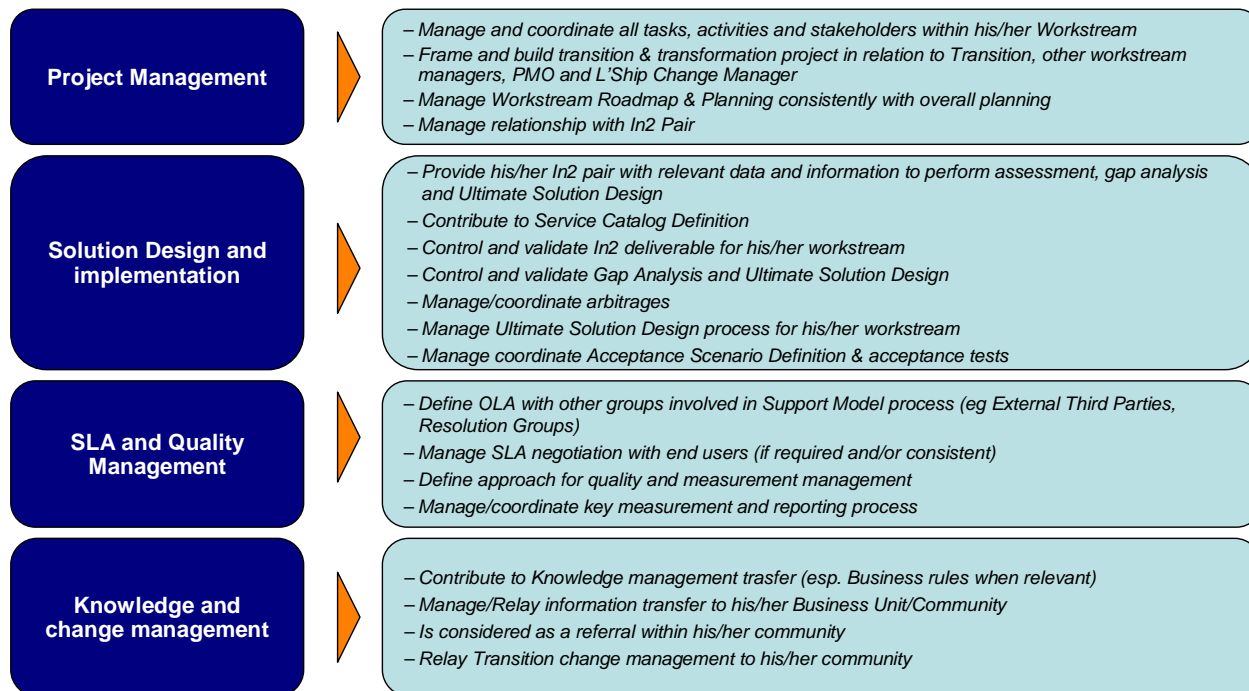 Project Management
– Manage and coordinate all tasks, activities and stakeholders within his/her Workstream
– Frame and build transition & transformation project in relation to Transition, other workstream
managers, PMO and L'Ship Change Manager
– Manage Workstream Roadmap & Planning consistently with overall planning
– Manage relationship with In2 Pair
Solution Design and
implementation
– Provide his/her In2 pair with relevant data and information to perform assessment, gap analysis
and Ultimate Solution Design
– Contribute to Service Catalog Definition
– Control and validate In2 deliverable for his/her workstream
– Control and validate Gap Analysis and Ultimate Solution Design
– Manage/coordinate arbitrages
– Manage Ultimate Solution Design process for his/her workstream
– Manage coordinate Acceptance Scenario Definition & acceptance tests
SLA and Quality
Management
– Define OLA with other groups involved in Support Model process (eg External Third Parties,
Resolution Groups)
– Manage SLA negotiation with end users (if required and/or consistent)
– Define approach for quality and measurement management
– Manage/coordinate key measurement and reporting process
Knowledge and
change management
– Contribute to Knowledge management trasfer (esp. Business rules when relevant)
– Manage/Relay information transfer to his/her Business Unit/Community
– Is considered as a referral within his/her community
– Relay Transition change management to his/her community